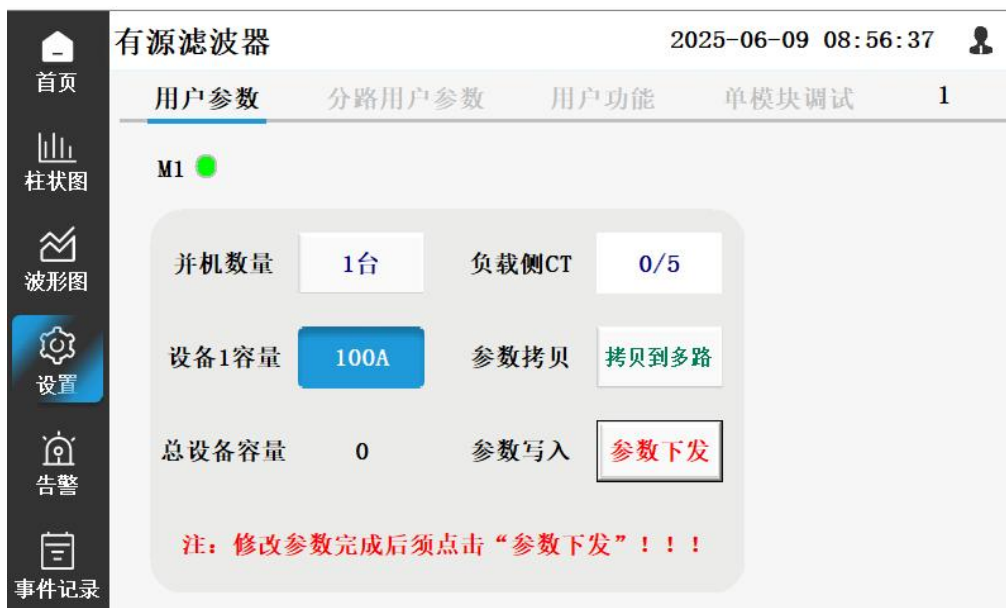 有源滤波器 2025-06-09 08:56:37
首页
用户参数 分路用户参数 用户功能 单模块调试 1
M1
柱状图
并机数量 1台 负载侧CT 0/5
波形图
设备1容量 100A 参数拷贝 拷贝到多路
设置
总设备容量 0 参数写入 参数下发
告警
注：修改参数完成后须点击“参数下发”！！！
事件记录